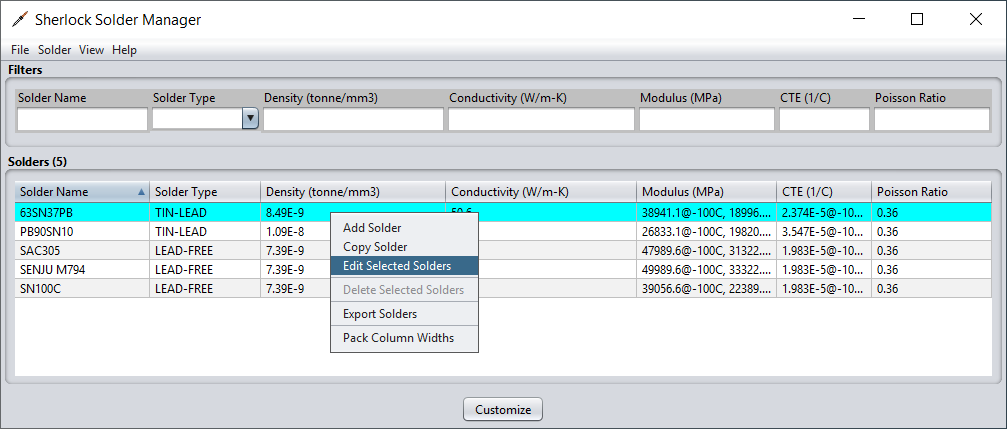 Sherlock Solder Manager
File Solder View Help
Filters
Solder Name Solder Type Density (tonne/mm3) Conductivity (W/m-K) Modulus (MPa) CTE (1/C) Poisson Ratio
Solders (5)
Solder Name Solder Type Density (tonne/mm3) Conductivity (W/m-K) Modulus (MPa) CTE (1/C) Poisson Ratio
63SN37PB TIN-LEAD 8.49E-9 38941.1@-100C, 18996.... 2.374E-5@-10... 0.36
PB90SN10 TIN-LEAD 1.09E-8 26833.1@-100C, 19820.... 3.547E-5@-10... 0.36
SAC305 LEAD-FREE 7.39E-9 47989.6@-100C, 31322.... 1.983E-5@-10... 0.36
SENJU M794 LEAD-FREE 7.39E-9 49989.6@-100C, 33322.... 1.983E-5@-10... 0.36
SN100C LEAD-FREE 7.39E-9 39056.6@-100C, 22389.... 1.983E-5@-10... 0.36
Add Solder
Copy Solder
Edit Selected Solders
Delete Selected Solders
Export Solders
Pack Column Widths
Customize